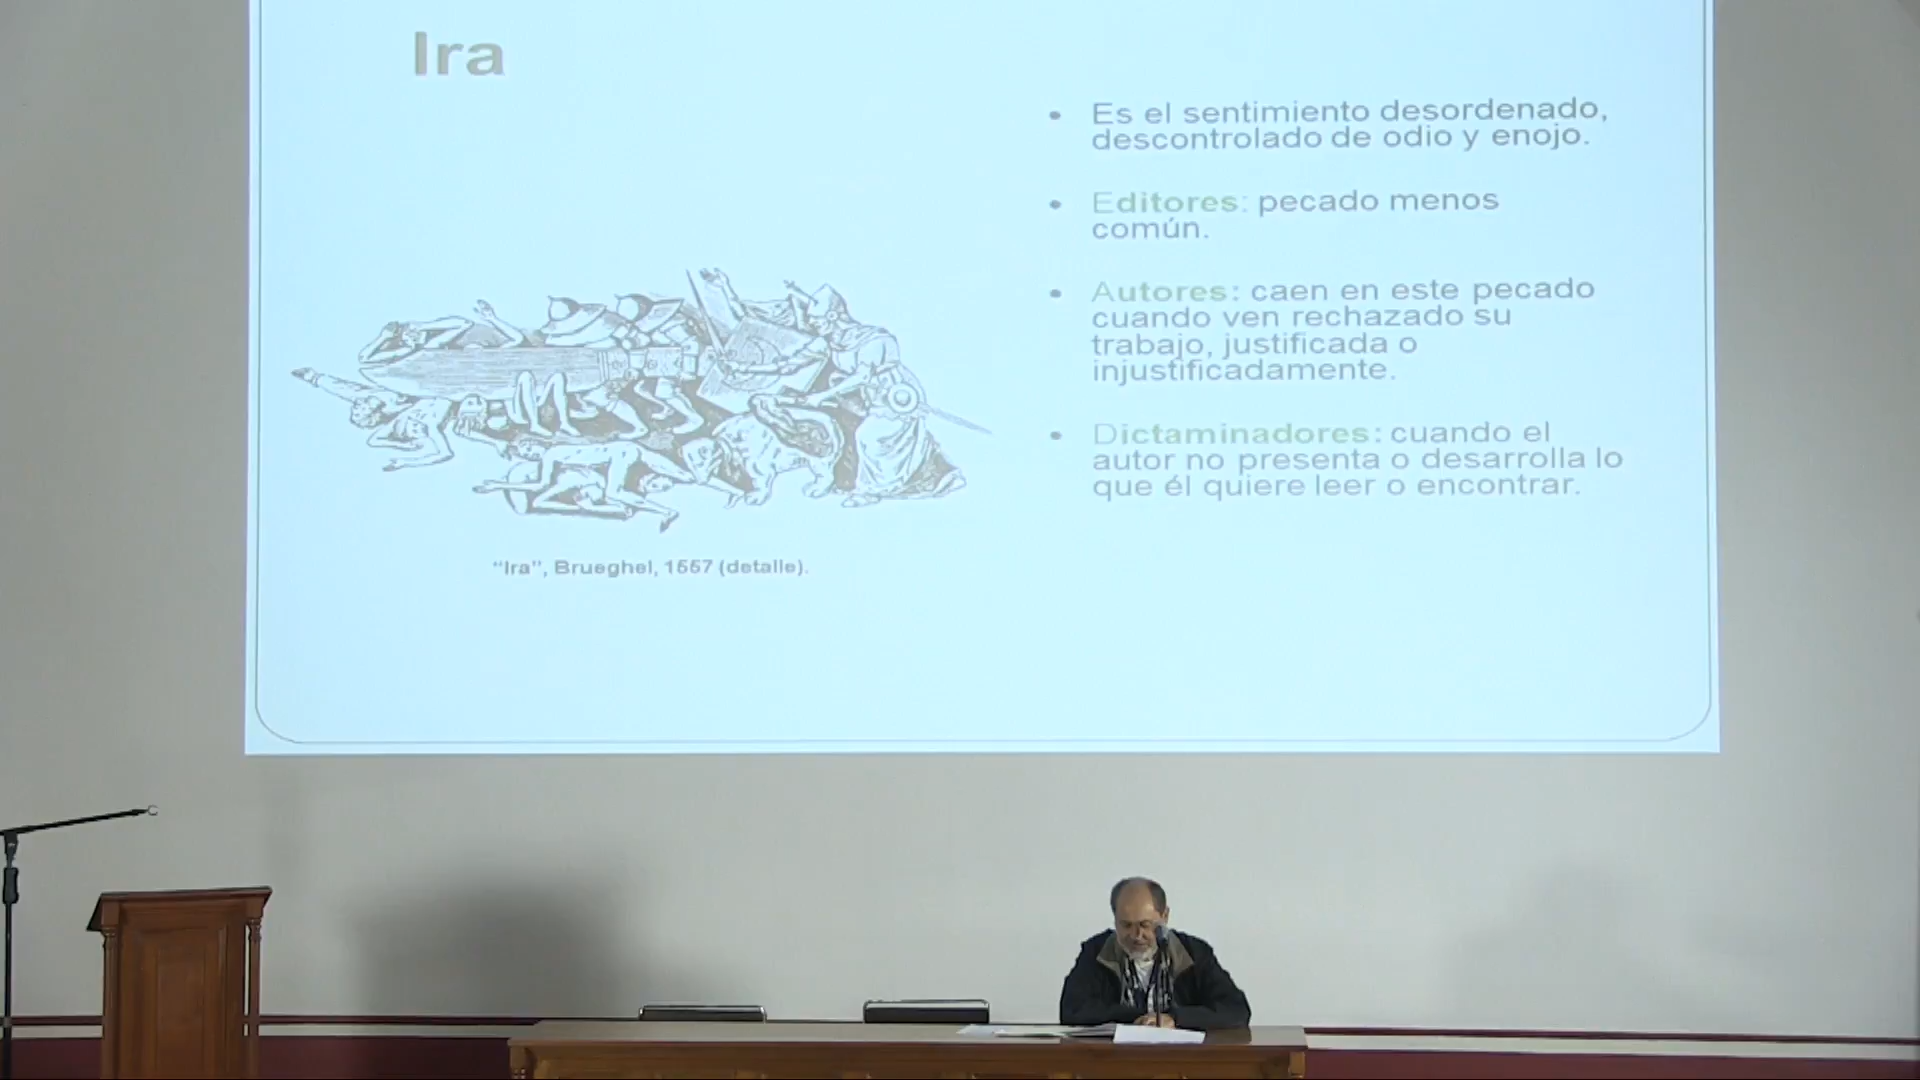 Ira
• Es el sentimiento desordenado,
descontrolado de odio y enojo.
• Editores: pecado menos
común.
• Autores: caen en este pecado
cuando ven rechazado su
trabajo, justificada o
injustificadamente.
• Dictaminadores: cuando el
autor no presenta o desarrolla lo
que él quiere leer o encontrar.
“Ira”, Brueghel, 1557 (detalle).